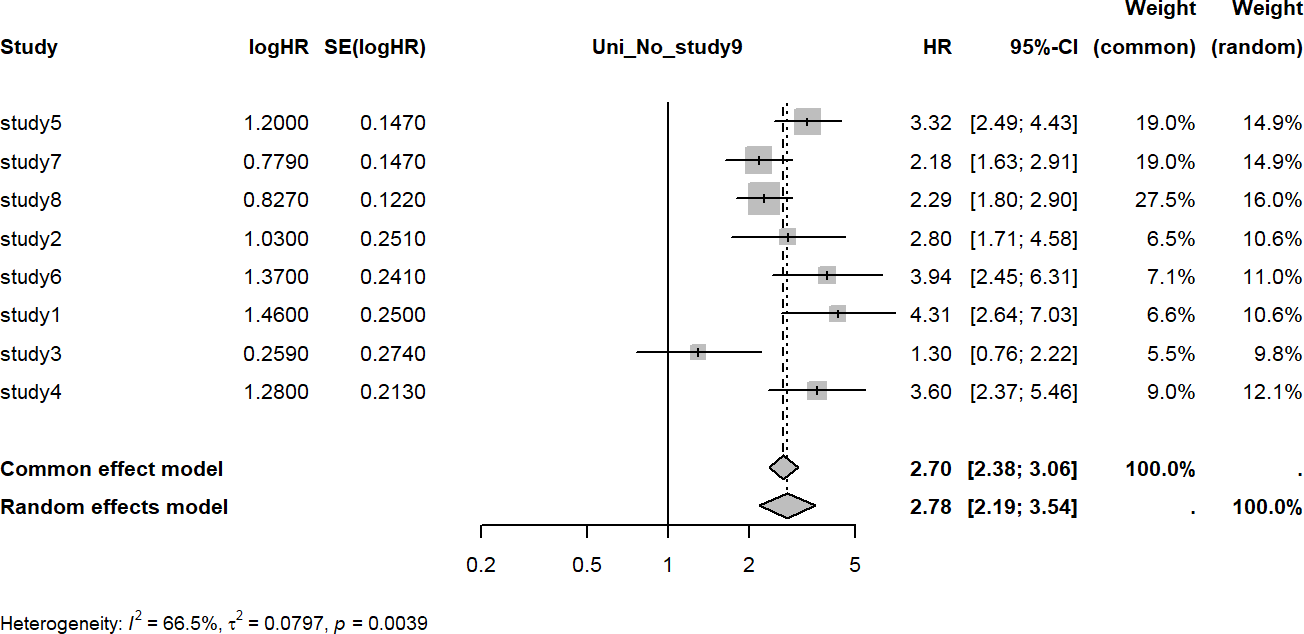 Weight Weight
Study logHR SE(logHR) Uni_No_study9 HR 95%-CI (common) (random)
study5 1.2000 0.1470 3.32 [2.49; 4.43] 19.0% 14.9%
study7 0.7790 0.1470 2.18 [1.63; 2.91] 19.0% 14.9%
study8 0.8270 0.1220 2.29 [1.80; 2.90] 27.5% 16.0%
study2 1.0300 0.2510 2.80 [1.71; 4.58] 6.5% 10.6%
study6 1.3700 0.2410 3.94 [2.45; 6.31] 7.1% 11.0%
study1 1.4600 0.2500 4.31 [2.64; 7.03] 6.6% 10.6%
study3 0.2590 0.2740 1.30 [0.76; 2.22] 5.5% 9.8%
study4 1.2800 0.2130 3.60 [2.37; 5.46] 9.0% 12.1%
Common effect model 2.70 [2.38; 3.06] 100.0% .
Random effects model 2.78 [2.19; 3.54] . 100.0%
0.2 0.5 1 2 5
Heterogeneity: I² = 66.5%, τ² = 0.0797, p = 0.0039